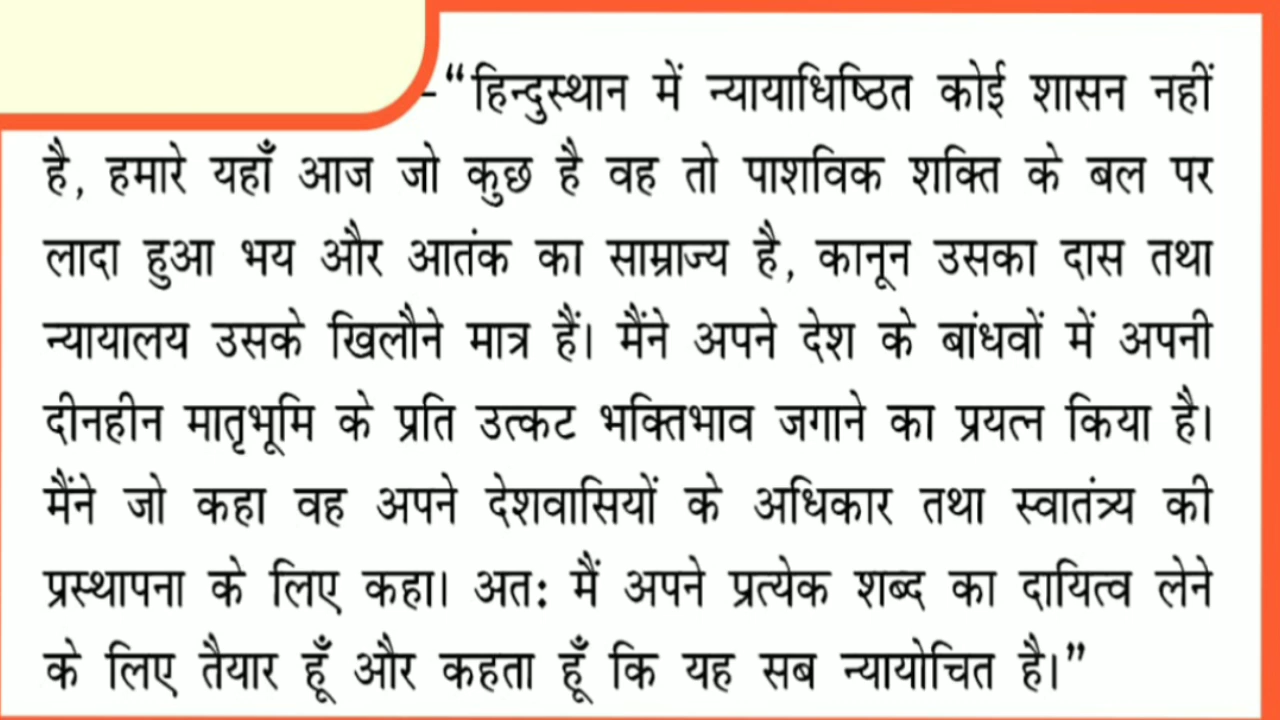 –“हिन्दुस्थान में न्यायाधिष्ठित कोई शासन नहीं
है, हमारे यहाँ आज जो कुछ है वह तो पाशविक शक्ति के बल पर
लादा हुआ भय और आतंक का साम्राज्य है, कानून उसका दास तथा
न्यायालय उसके खिलौने मात्र हैं। मैंने अपने देश के बांधवों में अपनी
दीनहीन मातृभूमि के प्रति उत्कट भक्तिभाव जगाने का प्रयत्न किया है।
मैंने जो कहा वह अपने देशवासियों के अधिकार तथा स्वातंत्र्य की
प्रस्थापना के लिए कहा। अतः मैं अपने प्रत्येक शब्द का दायित्व लेने
के लिए तैयार हूँ और कहता हूँ कि यह सब न्यायोचित है।”